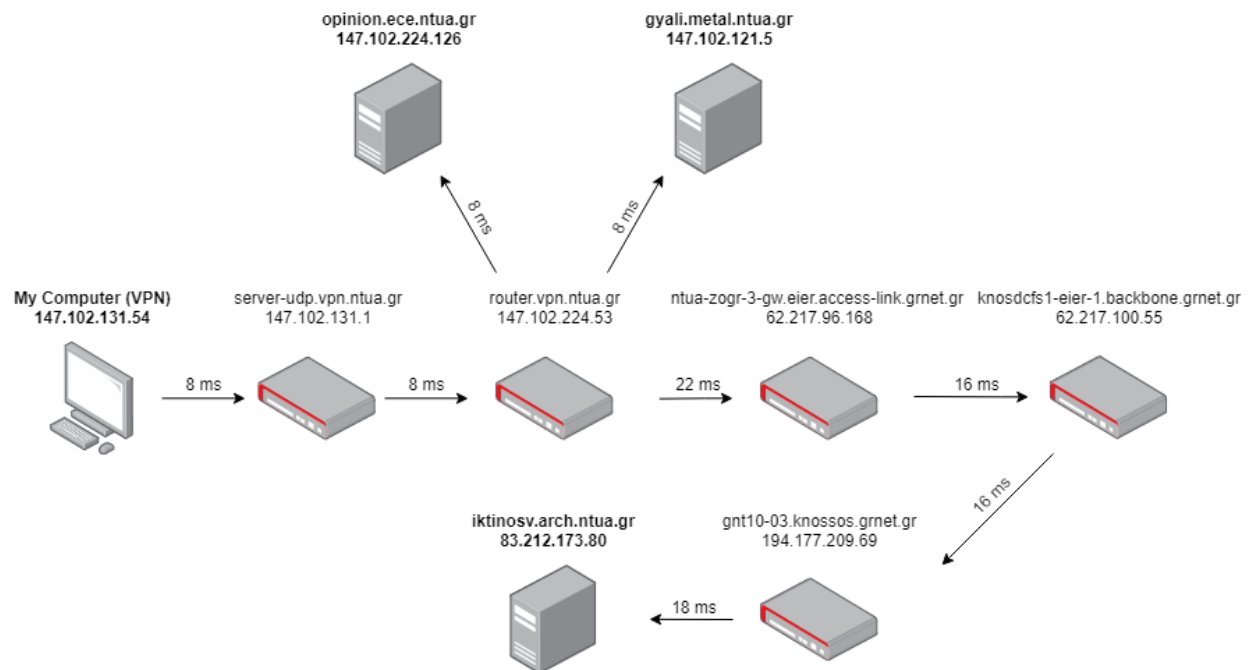 opinion.ece.ntua.gr
147.102.224.126
gyali.metal.ntua.gr
147.102.121.5
8 ms
8 ms
My Computer (VPN)
147.102.131.54
server-udp.vpn.ntua.gr
147.102.131.1
router.vpn.ntua.gr
147.102.224.53
ntua-zogr-3-gw.eier.access-link.grnet.gr
62.217.96.168
knosdcfs1-eier-1.backbone.grnet.gr
62.217.100.55
8 ms
8 ms
22 ms
16 ms
16 ms
iktinosv.arch.ntua.gr
83.212.173.80
gnt10-03.knossos.grnet.gr
194.177.209.69
18 ms